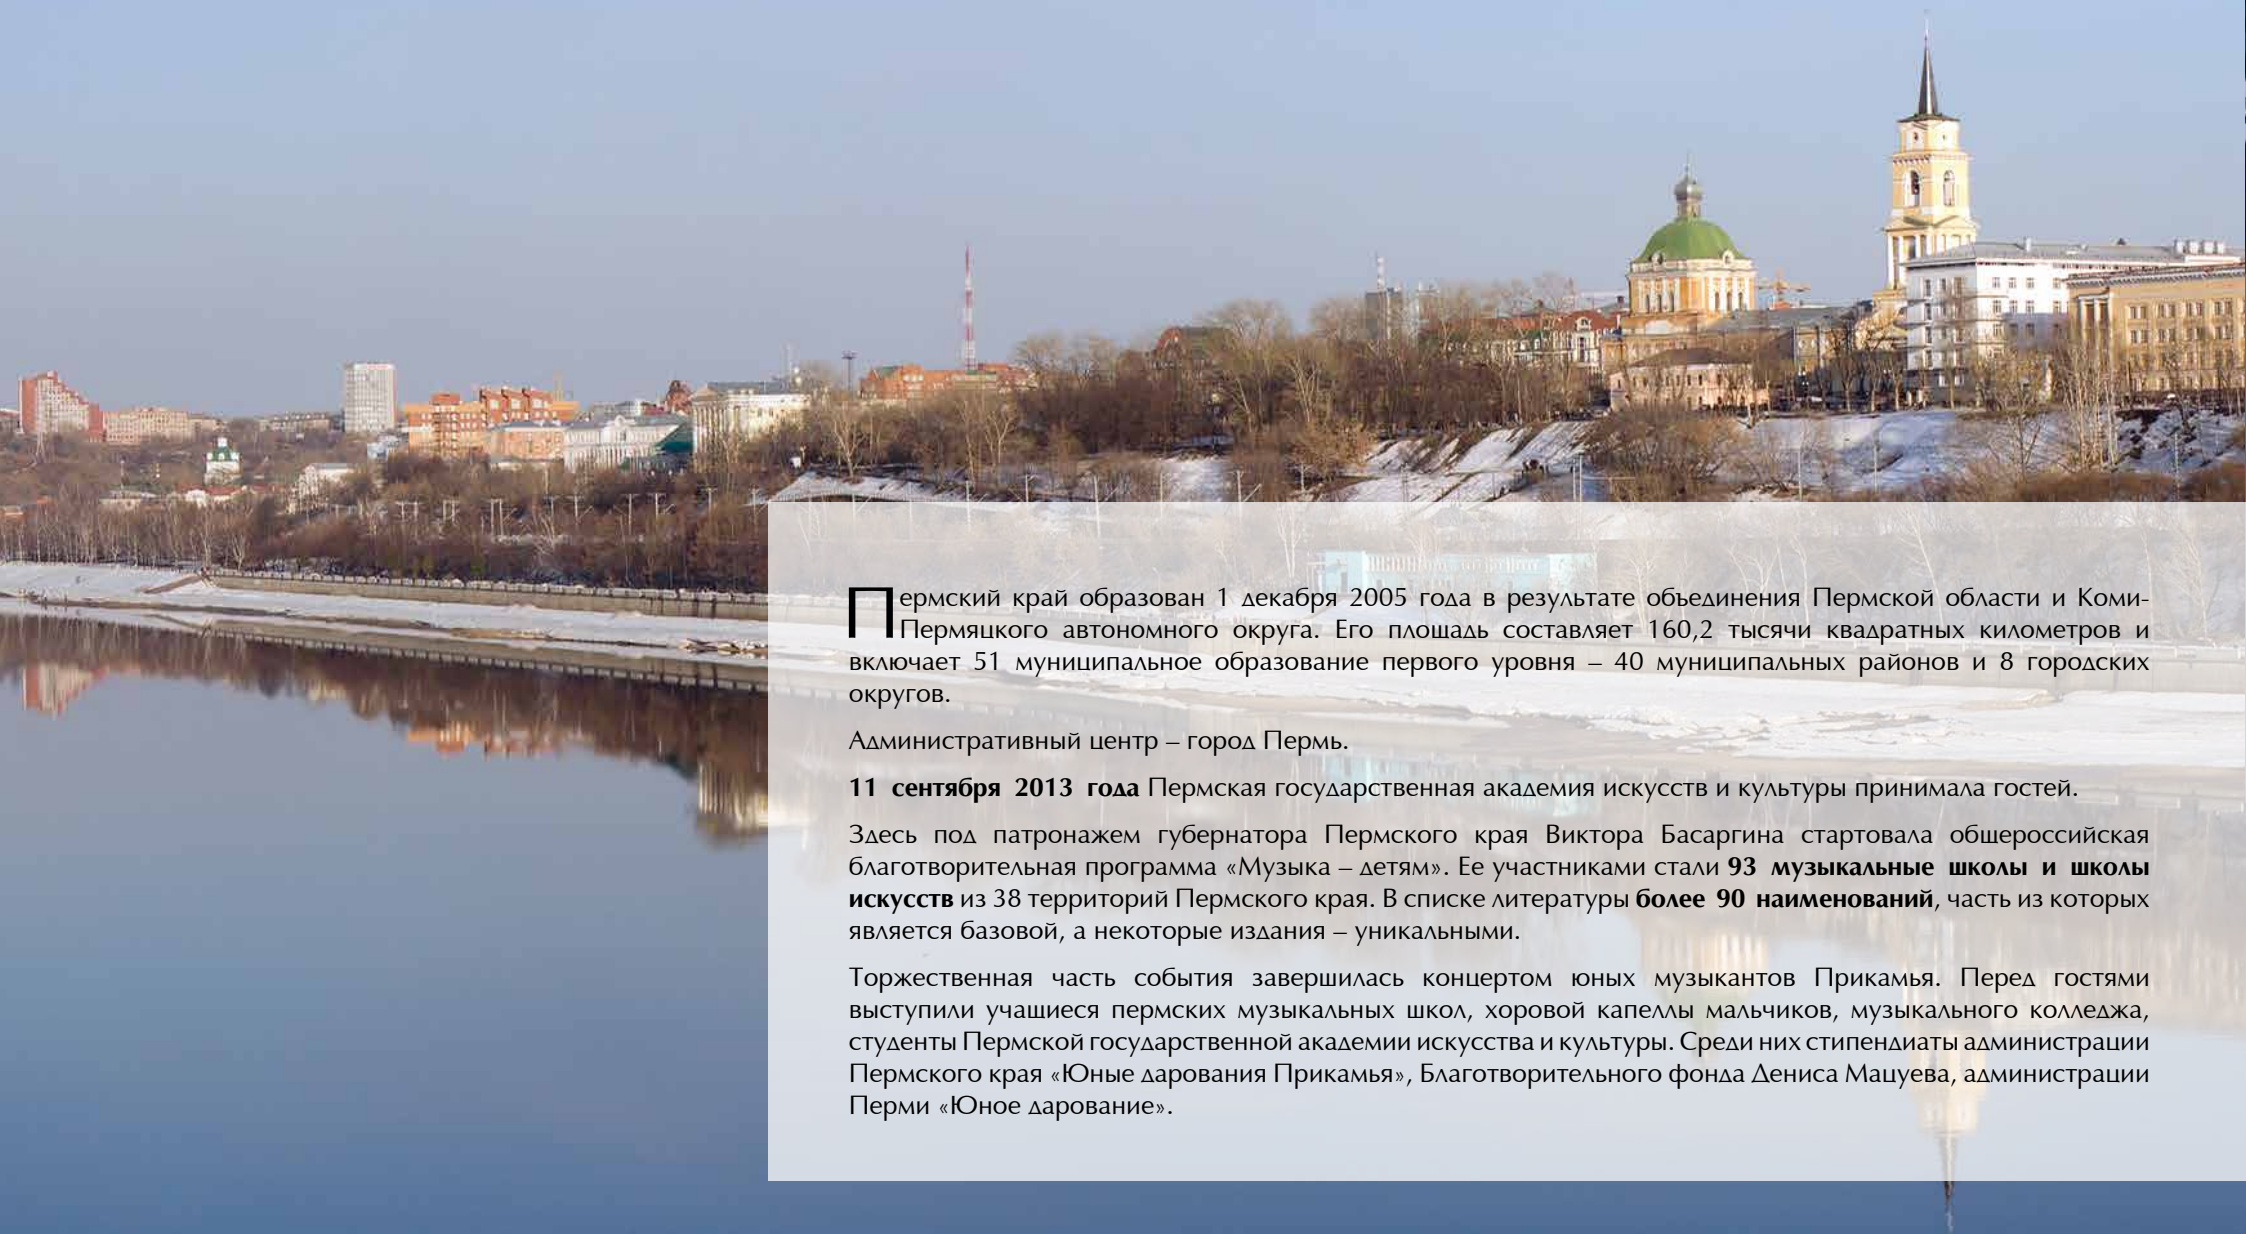 Пермский край образован 1 декабря 2005 года в результате объединения Пермской области и Коми-
Пермяцкого автономного округа. Его площадь составляет 160,2 тысячи квадратных километров и
включает 51 муниципальное образование первого уровня – 40 муниципальных районов и 8 городских
округов.
Административный центр – город Пермь.
11 сентября 2013 года Пермская государственная академия искусств и культуры принимала гостей.
Здесь под патронажем губернатора Пермского края Виктора Басаргина стартовала общероссийская
благотворительная программа «Музыка – детям». Ее участниками стали 93 музыкальные школы и школы
искусств из 38 территорий Пермского края. В списке литературы более 90 наименований, часть из которых
является базовой, а некоторые издания – уникальными.
Торжественная часть события завершилась концертом юных музыкантов Прикамья. Перед гостями
выступили учащиеся пермских музыкальных школ, хоровой капеллы мальчиков, музыкального колледжа,
студенты Пермской государственной академии искусства и культуры. Среди них стипендиаты администрации
Пермского края «Юные дарования Прикамья», Благотворительного фонда Дениса Мацуева, администрации
Перми «Юное дарование».